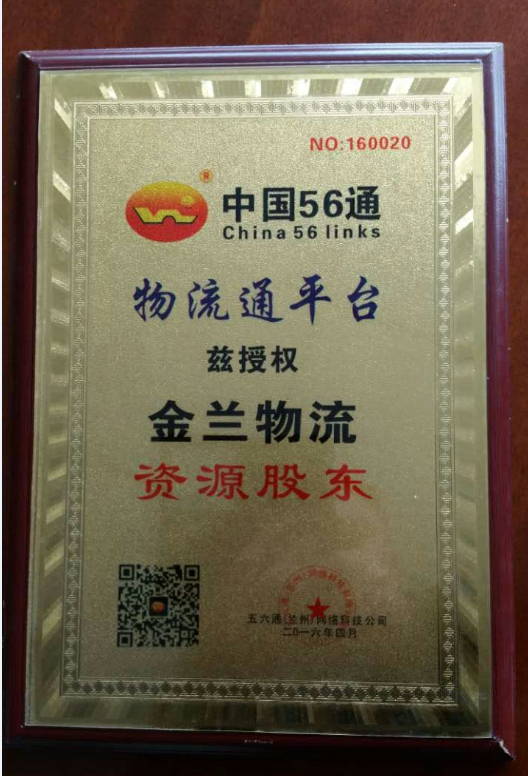 NO:160020
®
中国56通
China 56 links
物流通平台
兹授权
金兰物流
资源股东
五六通(兰州)网络科技公司
二0一六年四月